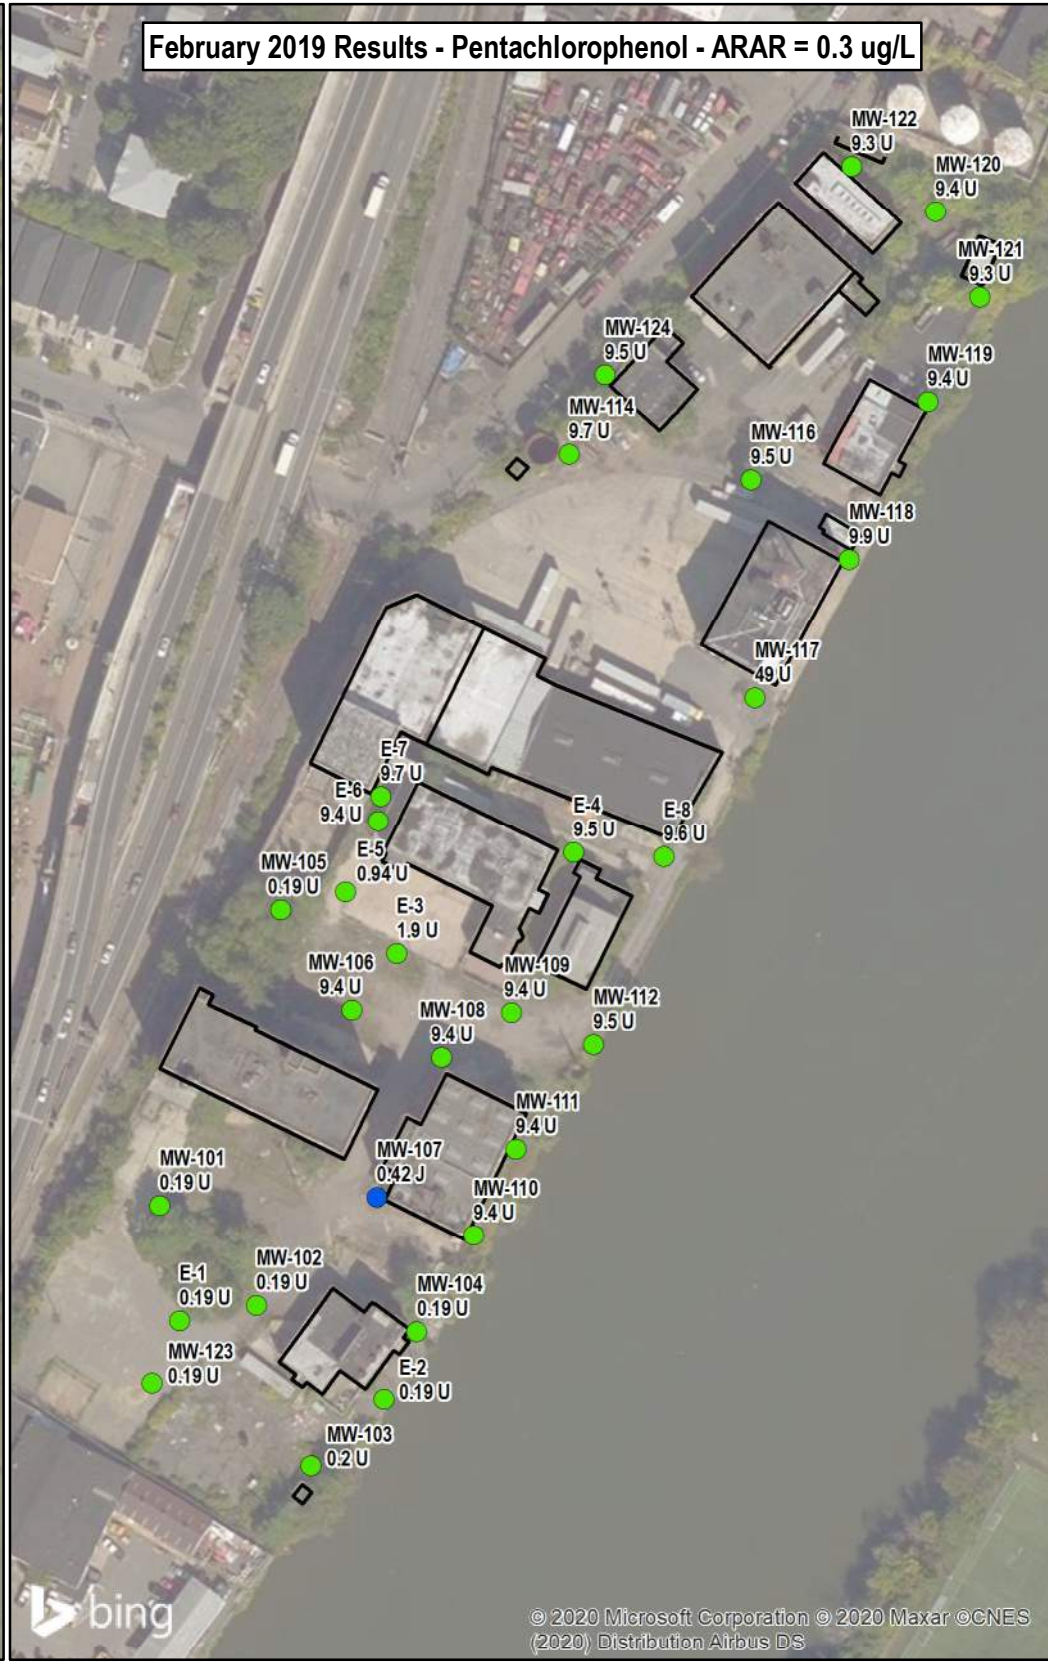 February 2019 Results - Pentachlorophenol - ARAR = 0.3 ug/L
MW-122
9.3 U
MW-120
9.4 U
MW-121
9.3 U
MW-124
9.5 U
MW-119
9.4 U
MW-114
9.7 U
MW-116
9.5 U
MW-118
9.9 U
MW-117
49 U
E-7
9.7 U
E-6
9.4 U
E-4
9.5 U
E-8
9.6 U
E-5
0.94 U
MW-105
0.19 U
E-3
1.9 U
MW-106
9.4 U
MW-109
9.4 U
MW-112
9.5 U
MW-108
9.4 U
MW-111
9.4 U
MW-107
0.42 J
MW-101
0.19 U
MW-110
9.4 U
MW-102
0.19 U
E-1
0.19 U
MW-104
0.19 U
MW-123
0.19 U
E-2
0.19 U
MW-103
0.2 U
bing
© 2020 Microsoft Corporation © 2020 Maxar ©CNES
(2020) Distribution Airbus DS